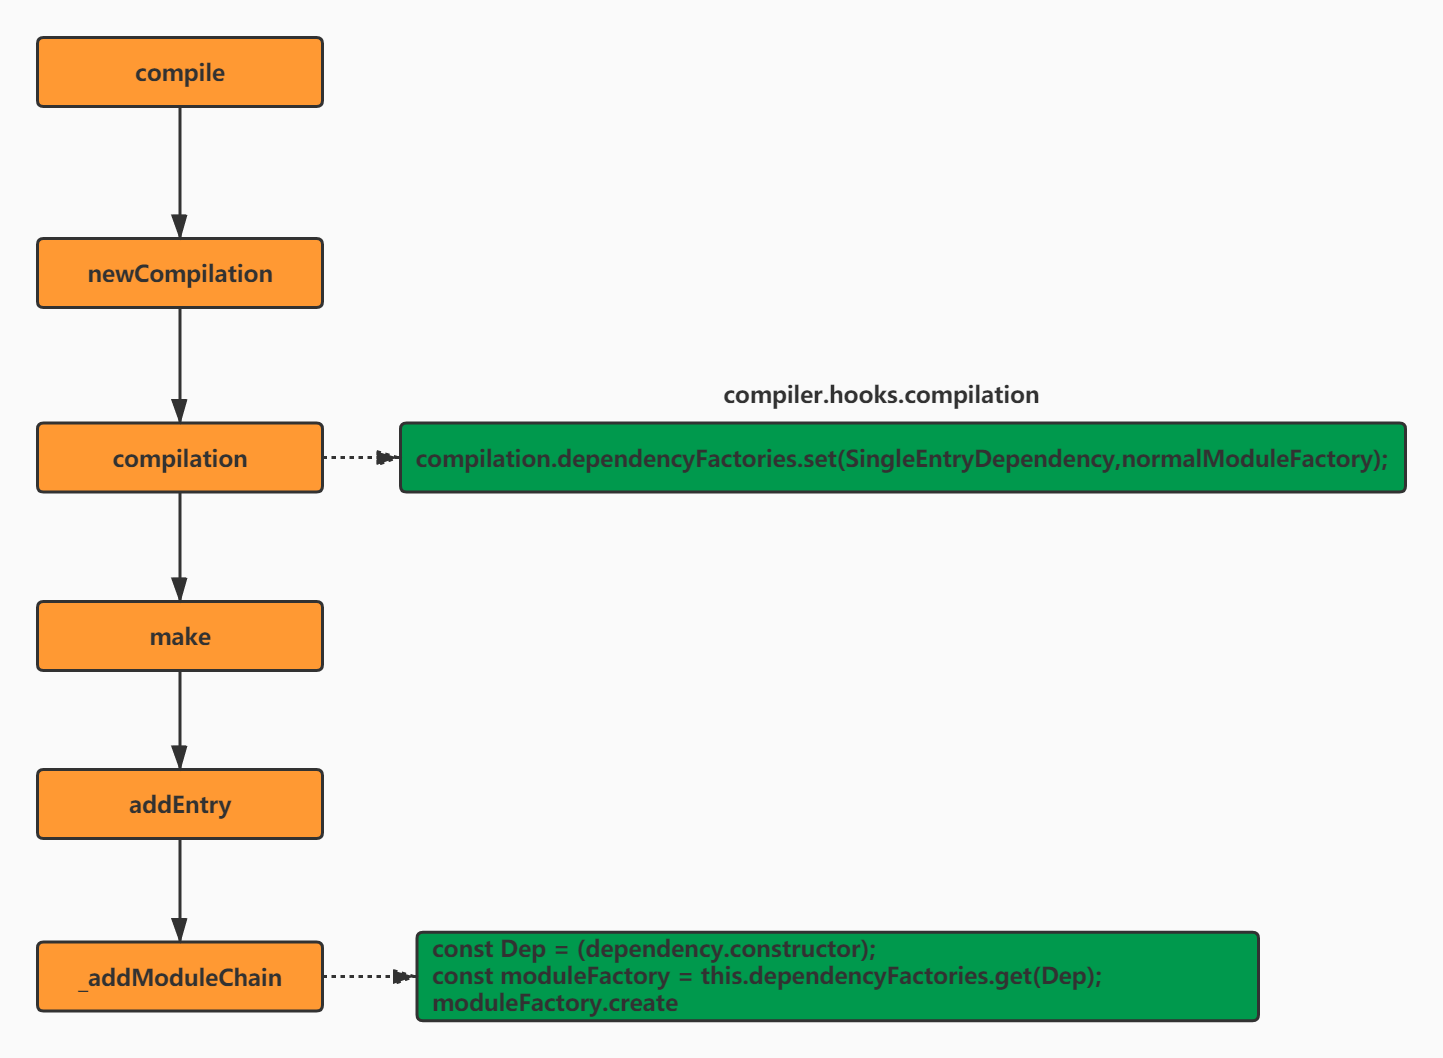 compile
newCompilation
compiler.hooks.compilation
compilation
compilation.dependencyFactories.set(SingleEntryDependency,normalModuleFactory);
make
addEntry
_addModuleChain
const Dep = (dependency.constructor);
const moduleFactory = this.dependencyFactories.get(Dep);
moduleFactory.create